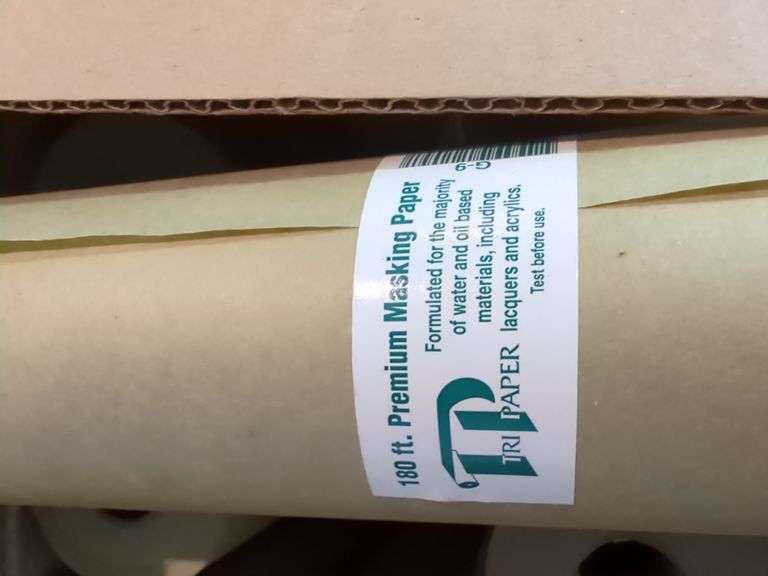 180 ft. Premium Masking Paper
Formulated for the majority
of water and oil based
materials, including
lacquers and acrylics.
Test before use.
TRI PAPER